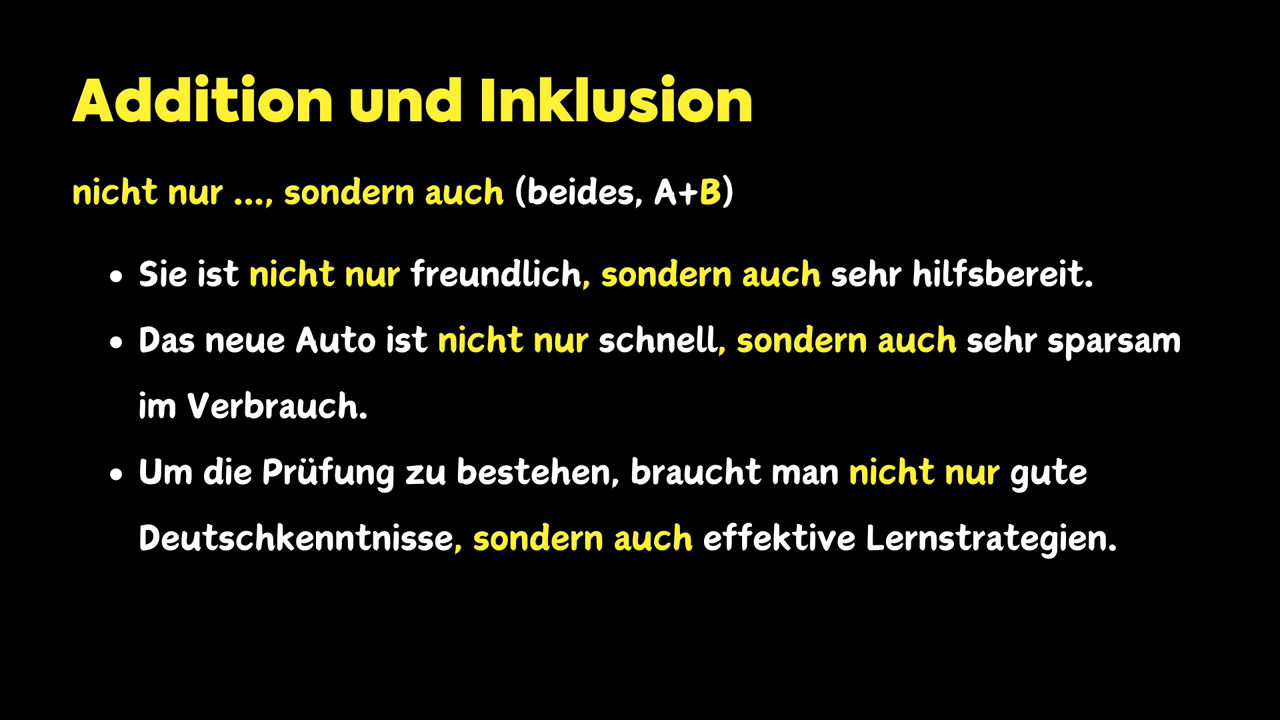 Addition und Inklusion
nicht nur ..., sondern auch (beides, A+B)
• Sie ist nicht nur freundlich, sondern auch sehr hilfsbereit.
• Das neue Auto ist nicht nur schnell, sondern auch sehr sparsam
im Verbrauch.
• Um die Prüfung zu bestehen, braucht man nicht nur gute
Deutschkenntnisse, sondern auch effektive Lernstrategien.